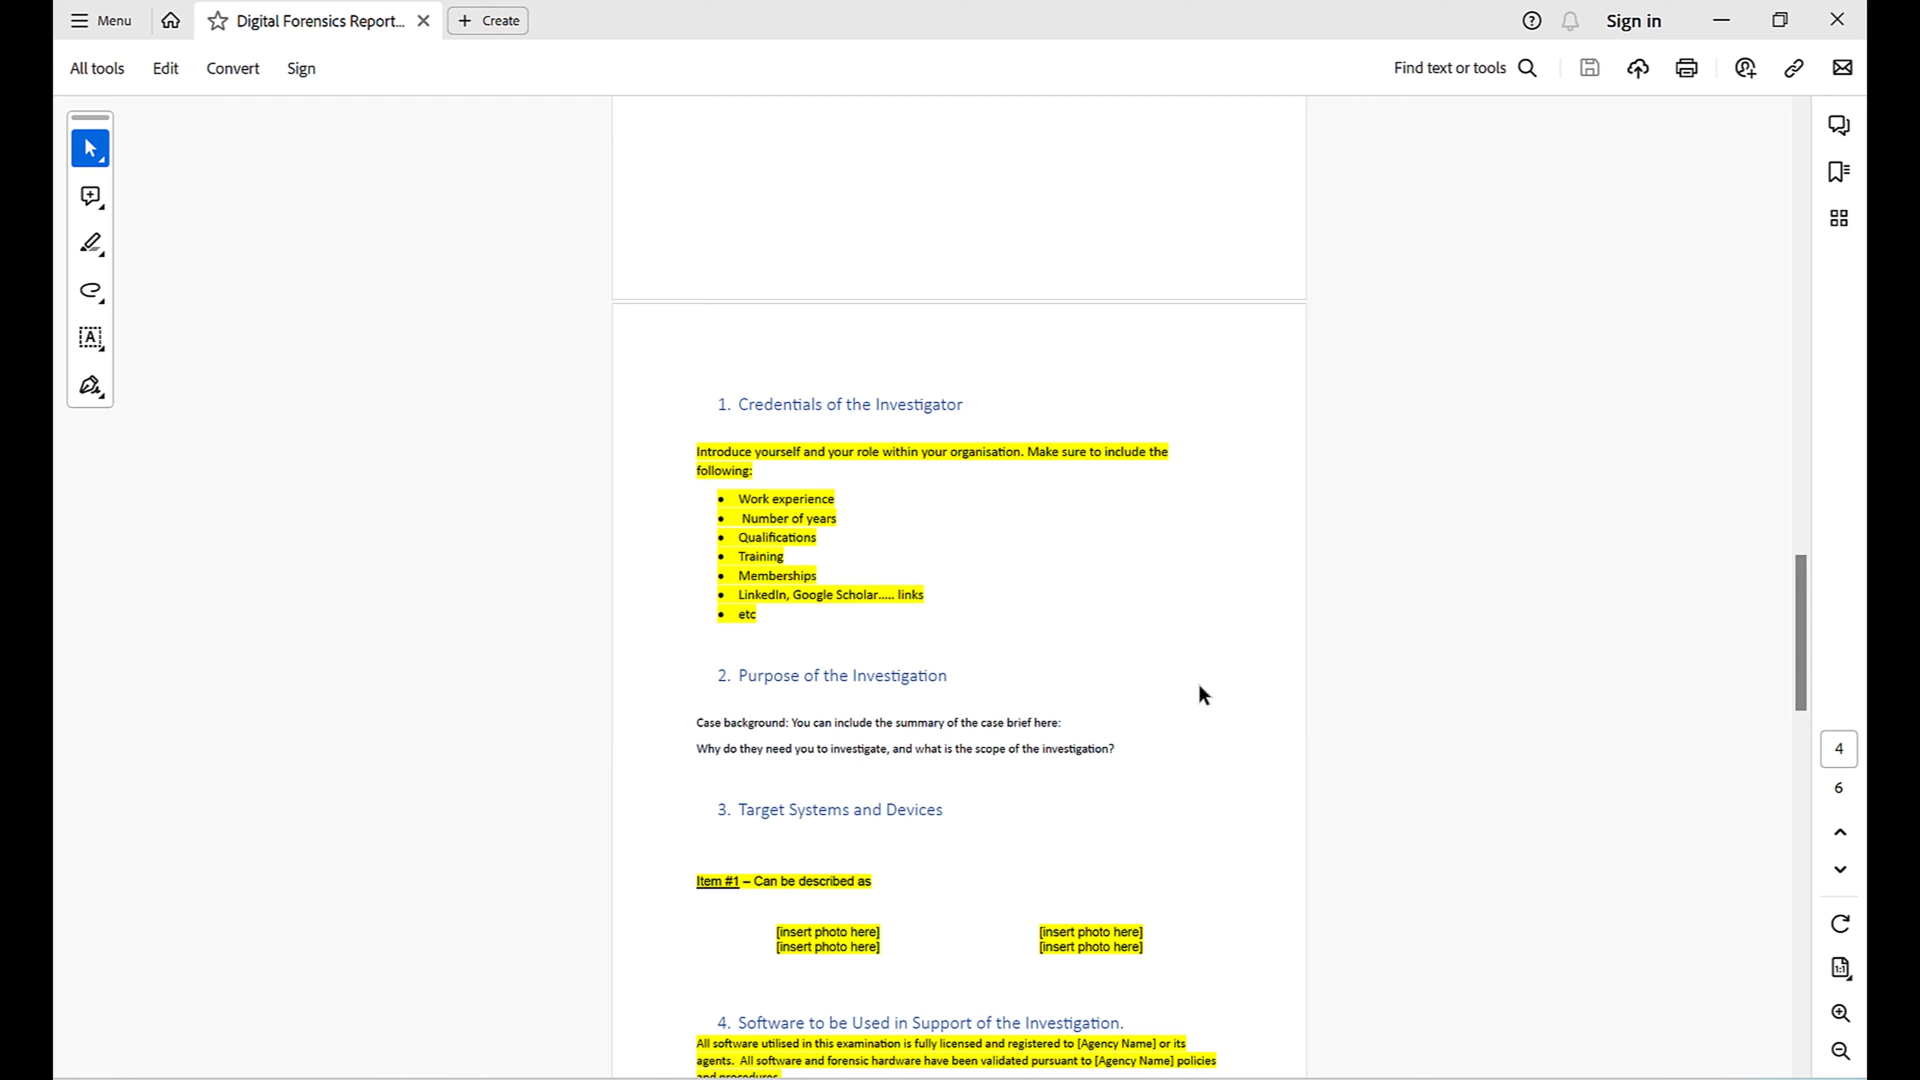 Menu
Digital Forensics Report...
Create
Sign in
All tools
Edit
Convert
Sign
Find text or tools
1. Credentials of the Investigator
Introduce yourself and your role within your organisation. Make sure to include the
following:
• Work experience
• Number of years
• Qualifications
• Training
• Memberships
• LinkedIn, Google Scholar..... links
• etc
2. Purpose of the Investigation
Case background: You can include the summary of the case brief here:
Why do they need you to investigate, and what is the scope of the investigation?
3. Target Systems and Devices
Item #1 – Can be described as
[insert photo here] [insert photo here]
[insert photo here] [insert photo here]
4. Software to be Used in Support of the Investigation.
All software utilised in this examination is fully licensed and registered to [Agency Name] or its
agents. All software and forensic hardware have been validated pursuant to [Agency Name] policies
and procedures.
4
6
1:1